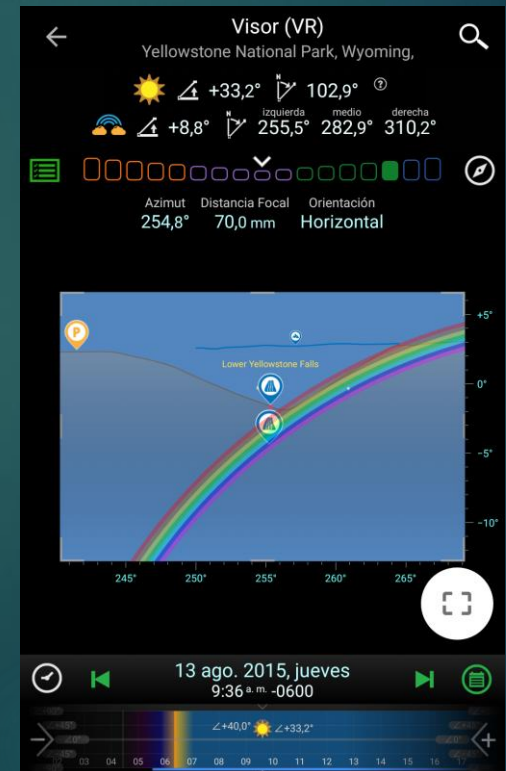 Visor (VR)
Yellowstone National Park, Wyoming,
+33,2° N 102,9° ?
izquierda medio derecha
+8,8° N 255,5° 282,9° 310,2°
Azimut Distancia Focal Orientación
254,8° 70,0 mm Horizontal
+5°
P
Lower Yellowstone Falls
0°
-5°
-10°
245° 250° 255° 260° 265°
13 ago. 2015, jueves
9:36 a. m. -0600
∠+40,0° ∠+33,2°
03 04 05 06 07 08 09 10 11 12 13 14 15 16